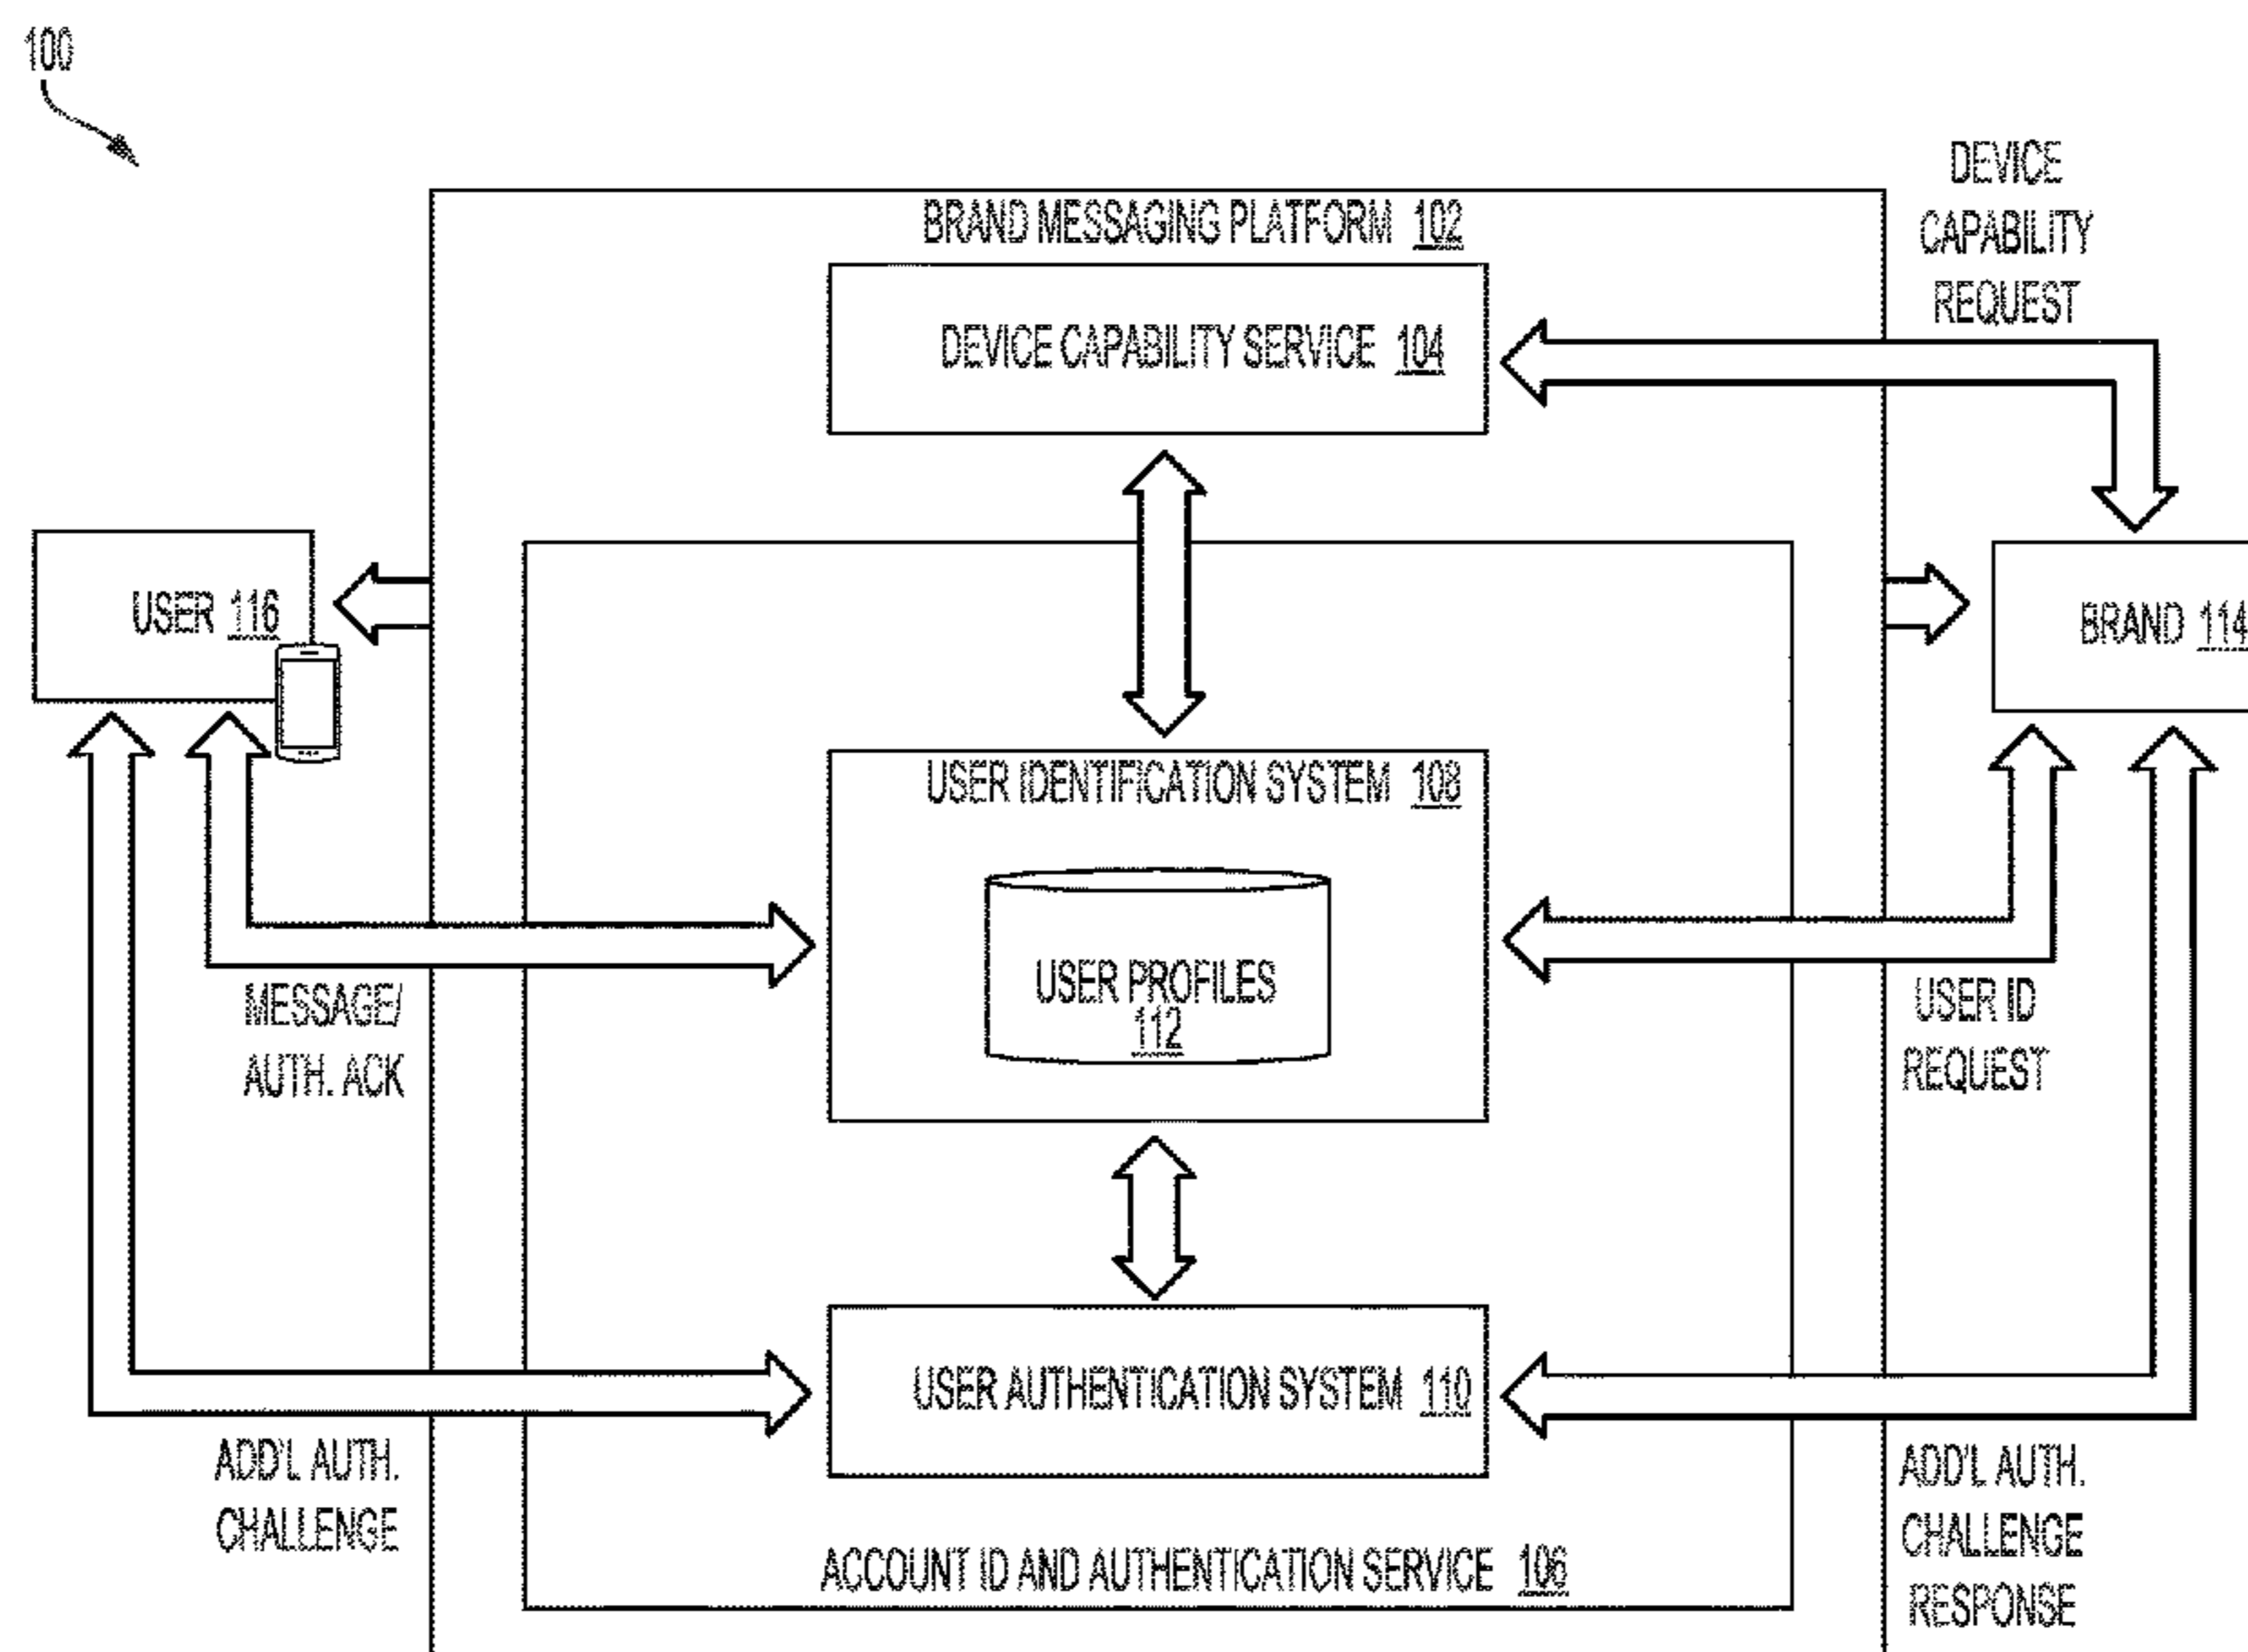 100
DEVICE
CAPABILITY
REQUEST
BRAND MESSAGING PLATFORM 102
DEVICE CAPABILITY SERVICE 104
USER 116
BRAND 114
USER IDENTIFICATION SYSTEM 108
USER PROFILES
112
MESSAGE/
AUTH. ACK
USER ID
REQUEST
USER AUTHENTICATION SYSTEM 110
ADD'L AUTH.
CHALLENGE
ADD'L AUTH.
CHALLENGE
RESPONSE
ACCOUNT ID AND AUTHENTICATION SERVICE 106